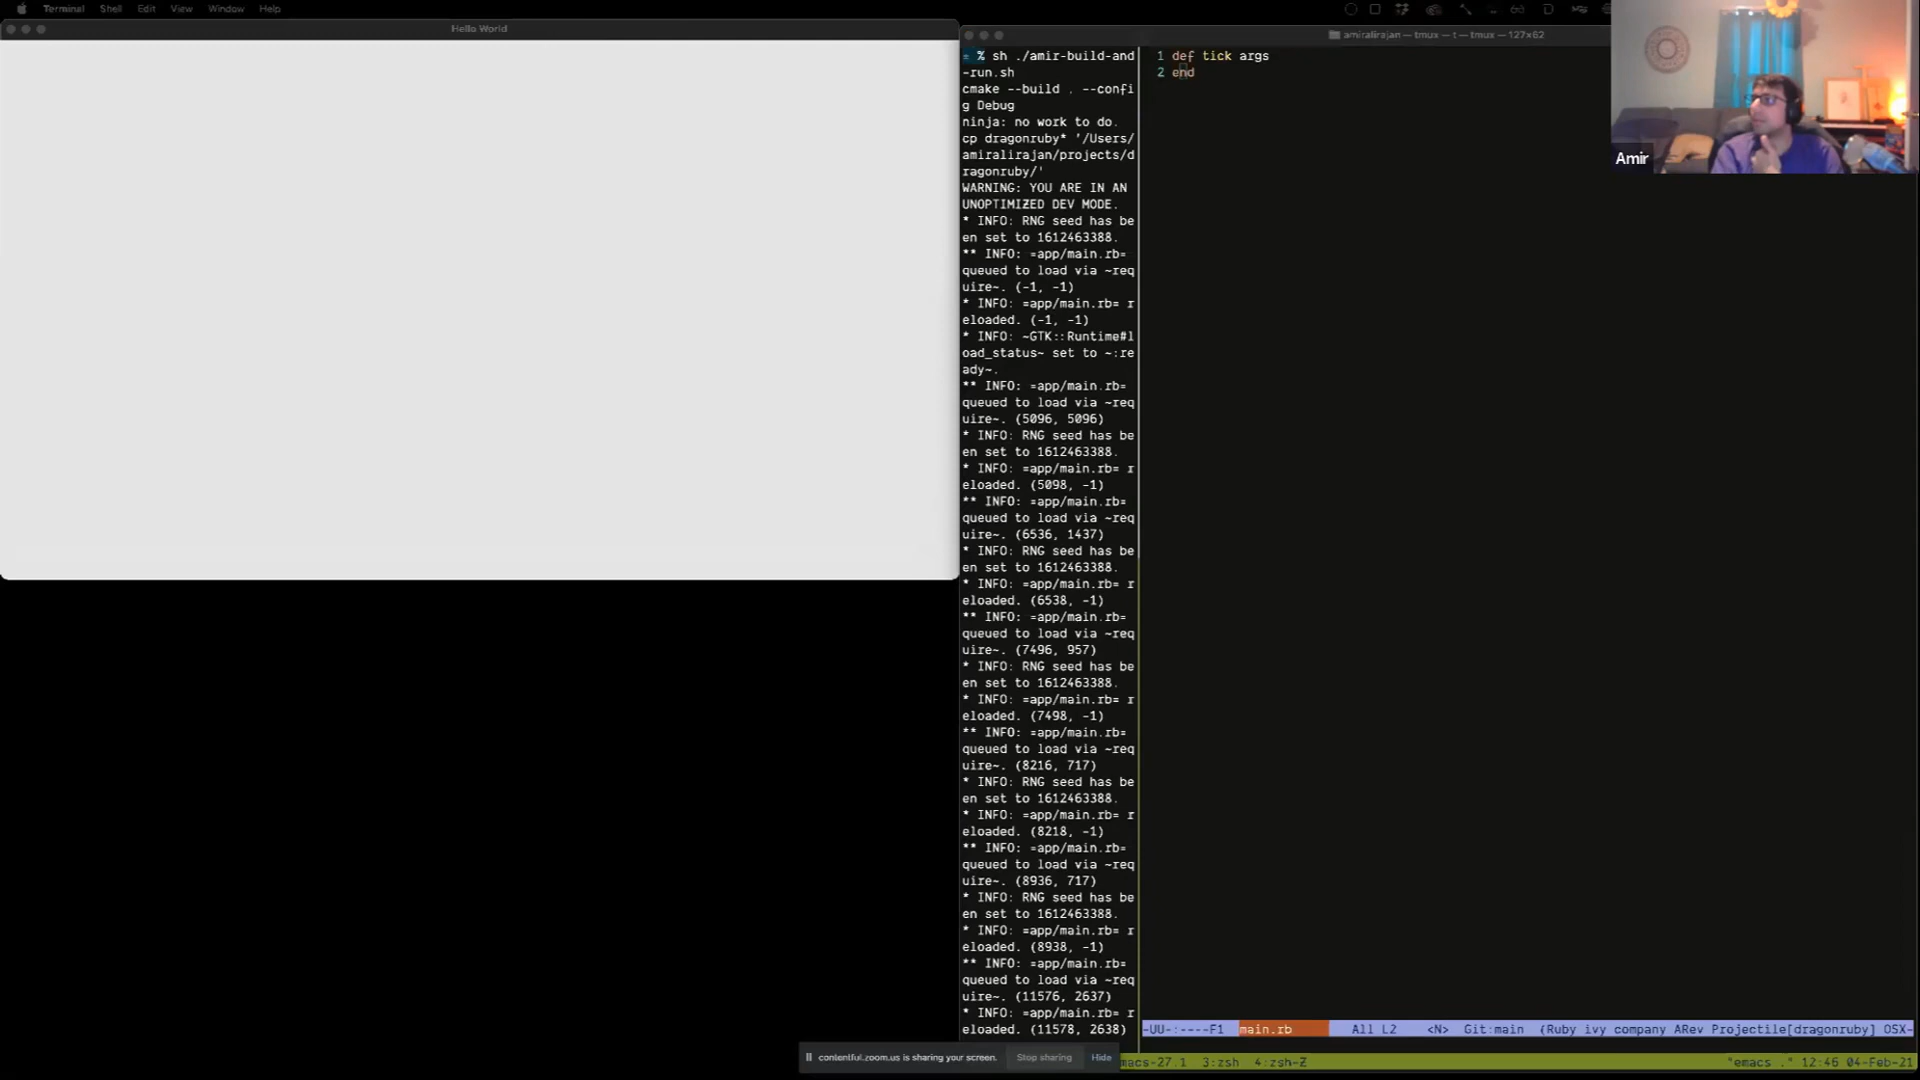 Terminal Shell Edit View Window Help
Hello World
amiralirajan — tmux — t — tmux — 127×62
% sh ./amir-build-and
-run.sh
cmake --build . --confi
g Debug
ninja: no work to do.
cp dragonruby* '/Users/
amiralirajan/projects/d
ragonruby/'
WARNING: YOU ARE IN AN
UNOPTIMIZED DEV MODE.
* INFO: RNG seed has be
en set to 1612463388.
** INFO: =app/main.rb=
queued to load via ~req
uire~. (-1, -1)
* INFO: =app/main.rb= r
eloaded. (-1, -1)
* INFO: ~GTK::Runtime#l
oad_status~ set to ~:re
ady~.
** INFO: =app/main.rb=
queued to load via ~req
uire~. (5096, 5096)
* INFO: RNG seed has be
en set to 1612463388.
* INFO: =app/main.rb= r
eloaded. (5098, -1)
** INFO: =app/main.rb=
queued to load via ~req
uire~. (6536, 1437)
* INFO: RNG seed has be
en set to 1612463388.
* INFO: =app/main.rb= r
eloaded. (6538, -1)
** INFO: =app/main.rb=
queued to load via ~req
uire~. (7496, 957)
* INFO: RNG seed has be
en set to 1612463388.
* INFO: =app/main.rb= r
eloaded. (7498, -1)
** INFO: =app/main.rb=
queued to load via ~req
uire~. (8216, 717)
* INFO: RNG seed has be
en set to 1612463388.
* INFO: =app/main.rb= r
eloaded. (8218, -1)
** INFO: =app/main.rb=
queued to load via ~req
uire~. (8936, 717)
* INFO: RNG seed has be
en set to 1612463388.
* INFO: =app/main.rb= r
eloaded. (8938, -1)
** INFO: =app/main.rb=
queued to load via ~req
uire~. (11576, 2637)
* INFO: =app/main.rb= r
eloaded. (11578, 2638)
1 def tick args
2 end
Amir
-UU-:----F1 main.rb All L2 <N> Git:main (Ruby ivy company ARev Projectile[dragonruby] OSX-
contentful.zoom.us is sharing your screen. Stop sharing Hide
emacs-27.1 3:zsh 4:zsh-Z "emacs ." 12:46 04-Feb-21